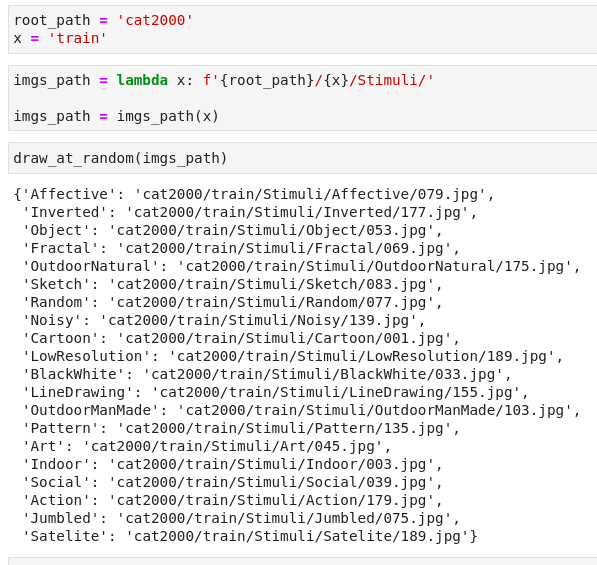 root_path = 'cat2000'
x = 'train'
imgs_path = lambda x: f'{root_path}/{x}/Stimuli/'
imgs_path = imgs_path(x)
draw_at_random(imgs_path)
{'Affective': 'cat2000/train/Stimuli/Affective/079.jpg',
'Inverted': 'cat2000/train/Stimuli/Inverted/177.jpg',
'Object': 'cat2000/train/Stimuli/Object/053.jpg',
'Fractal': 'cat2000/train/Stimuli/Fractal/069.jpg',
'OutdoorNatural': 'cat2000/train/Stimuli/OutdoorNatural/175.jpg',
'Sketch': 'cat2000/train/Stimuli/Sketch/083.jpg',
'Random': 'cat2000/train/Stimuli/Random/077.jpg',
'Noisy': 'cat2000/train/Stimuli/Noisy/139.jpg',
'Cartoon': 'cat2000/train/Stimuli/Cartoon/001.jpg',
'LowResolution': 'cat2000/train/Stimuli/LowResolution/189.jpg',
'BlackWhite': 'cat2000/train/Stimuli/BlackWhite/033.jpg',
'LineDrawing': 'cat2000/train/Stimuli/LineDrawing/155.jpg',
'OutdoorManMade': 'cat2000/train/Stimuli/OutdoorManMade/103.jpg',
'Pattern': 'cat2000/train/Stimuli/Pattern/135.jpg',
'Art': 'cat2000/train/Stimuli/Art/045.jpg',
'Indoor': 'cat2000/train/Stimuli/Indoor/003.jpg',
'Social': 'cat2000/train/Stimuli/Social/039.jpg',
'Action': 'cat2000/train/Stimuli/Action/179.jpg',
'Jumbled': 'cat2000/train/Stimuli/Jumbled/075.jpg',
'Satelite': 'cat2000/train/Stimuli/Satelite/189.jpg'}